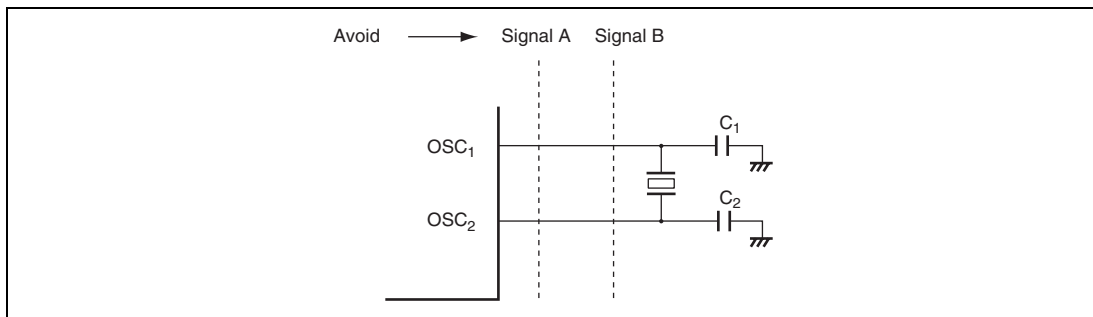 Avoid Signal A Signal B
OSC₁
C₁
OSC₂
C₂